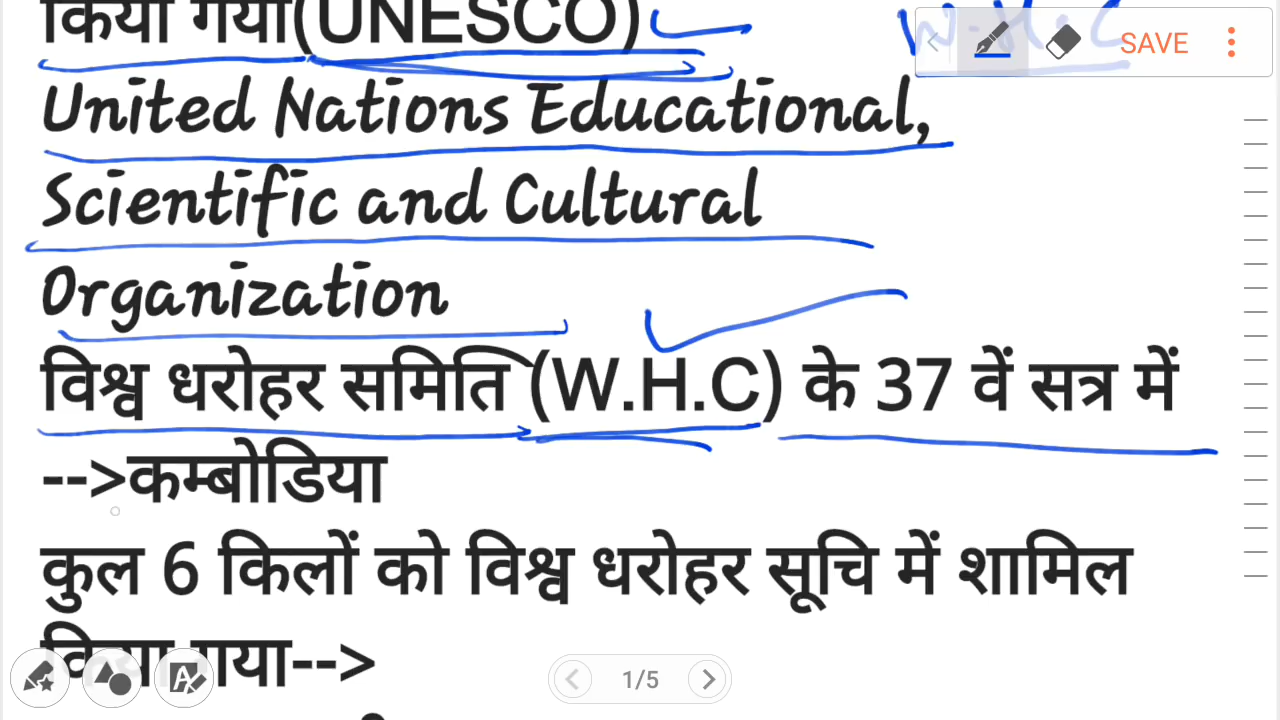 किया गया(UNESCO)
W.H.C
SAVE
United Nations Educational,
Scientific and Cultural
Organization
विश्व धरोहर समिति (W.H.C) के 37 वें सत्र में
-->कम्बोडिया
कुल 6 किलों को विश्व धरोहर सूचि में शामिल
किया गया-->
1/5